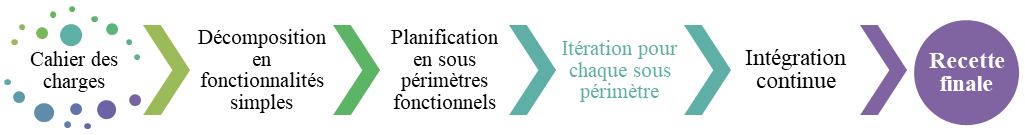 Cahier des
charges
Décomposition
en
fonctionnalités
simples
Planification
en sous
périmètres
fonctionnels
Itération pour
chaque sous
périmètre
Intégration
continue
Recette
finale